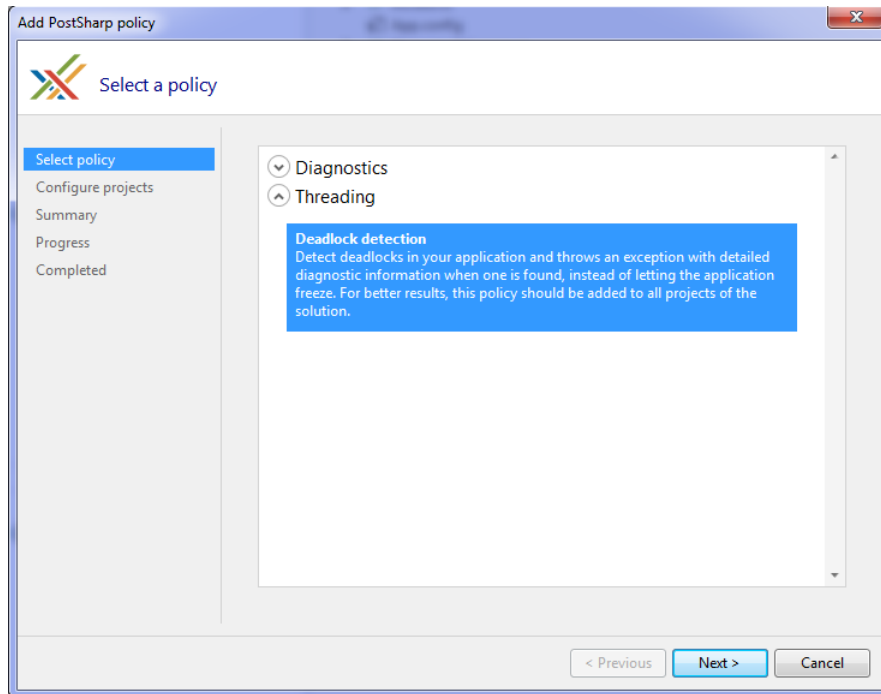 Add PostSharp policy
Select a policy
Select policy
Configure projects
Summary
Progress
Completed
Diagnostics
Threading
Deadlock detection
Detect deadlocks in your application and throws an exception with detailed
diagnostic information when one is found, instead of letting the application
freeze. For better results, this policy should be added to all projects of the
solution.
< Previous
Next >
Cancel